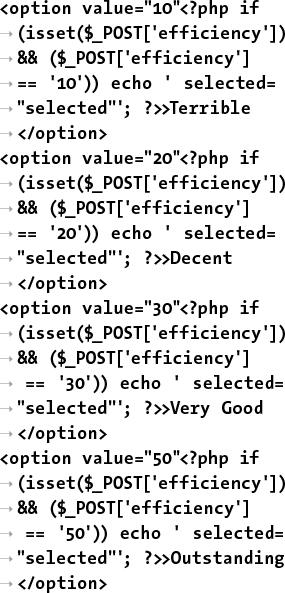 <option value="10"<?php if
→ (isset($_POST['efficiency'])
→ && ($_POST['efficiency']
→ == '10')) echo ' selected=
→ "selected"'; ?>>Terrible
→ </option>
<option value="20"<?php if
→ (isset($_POST['efficiency'])
→ && ($_POST['efficiency']
→ == '20')) echo ' selected=
→ "selected"'; ?>>Decent
→ </option>
<option value="30"<?php if
→ (isset($_POST['efficiency'])
→ && ($_POST['efficiency']
→ == '30')) echo ' selected=
→ "selected"'; ?>>Very Good
→ </option>
<option value="50"<?php if
→ (isset($_POST['efficiency'])
→ && ($_POST['efficiency']
→ == '50')) echo ' selected=
→ "selected"'; ?>>Outstanding
→ </option>